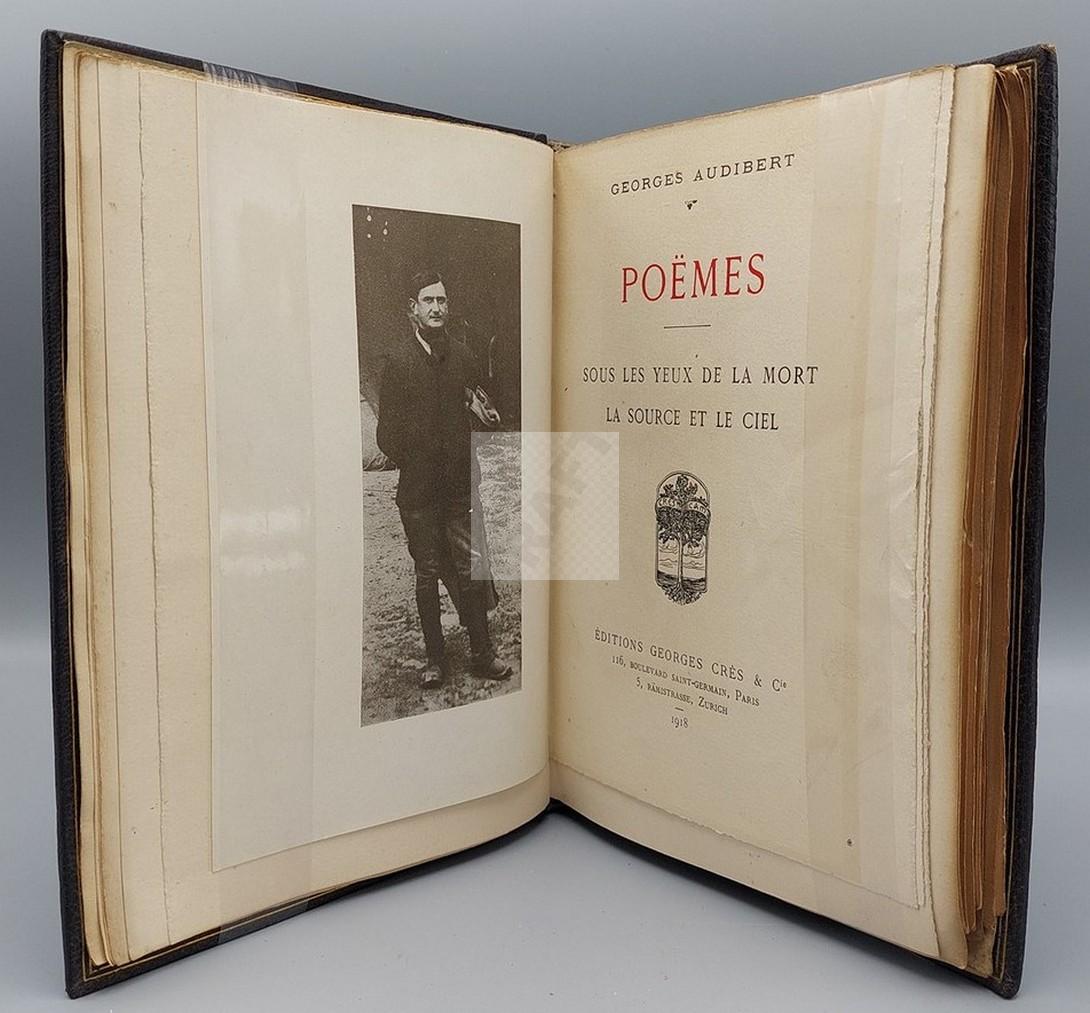 GEORGES AUDIBERT
POËMES
SOUS LES YEUX DE LA MORT
LA SOURCE ET LE CIEL
ÉDITIONS GEORGES CRÈS & Cie
116, BOULEVARD SAINT-GERMAIN, PARIS
5, RÄMISTRASSE, ZURICH
1918